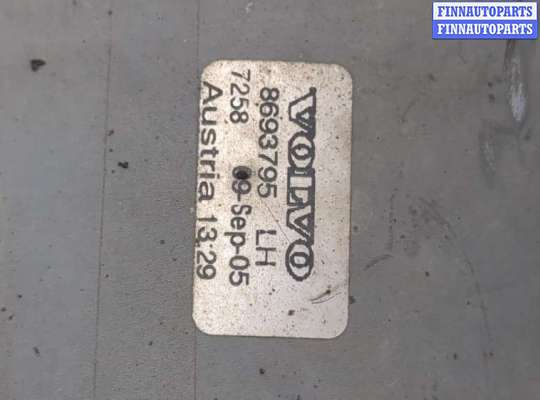 FINNAUTOPARTS
FINNAUTOPARTS
VOLVO
8693795 LH
7258 09-Sep-05
Austria 13:29